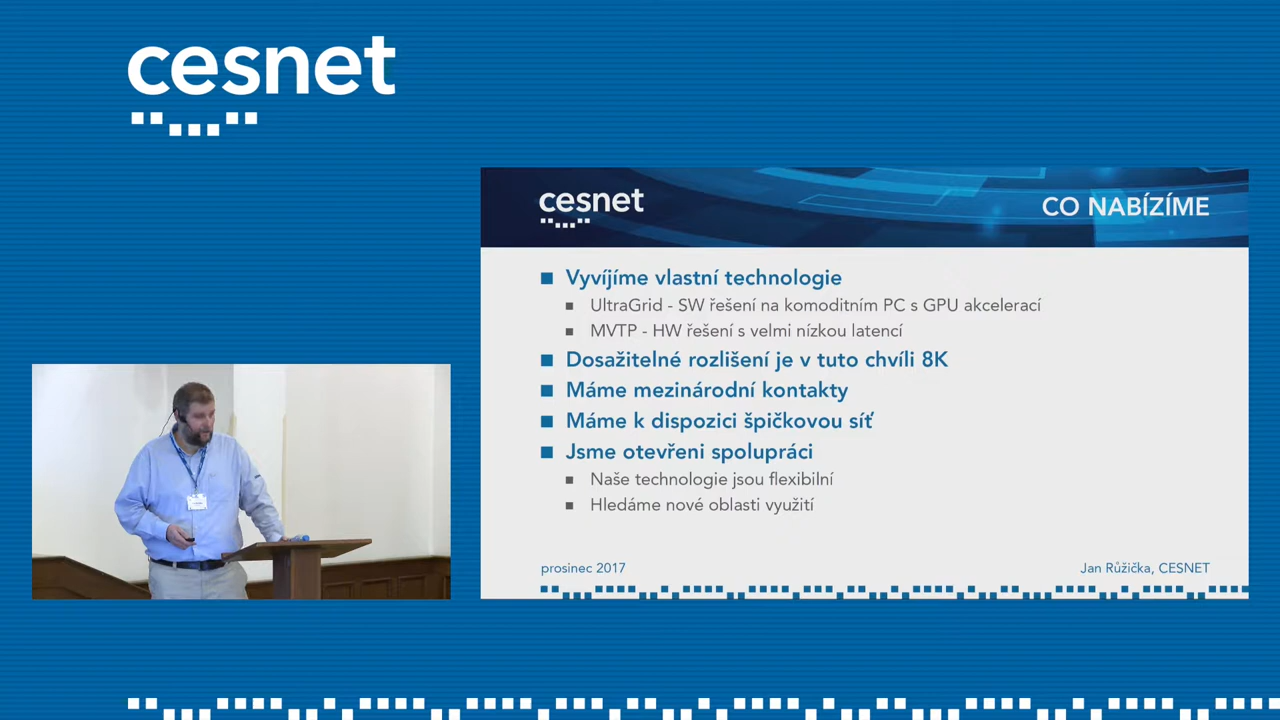 cesnet
cesnet
CO NABÍZÍME
Vyvíjíme vlastní technologie
UltraGrid - SW řešení na komoditním PC s GPU akcelerací
MVTP - HW řešení s velmi nízkou latencí
Dosažitelné rozlišení je v tuto chvíli 8K
Máme mezinárodní kontakty
Máme k dispozici špičkovou síť
Jsme otevřeni spolupráci
Naše technologie jsou flexibilní
Hledáme nové oblasti využití
prosinec 2017
Jan Růžička, CESNET